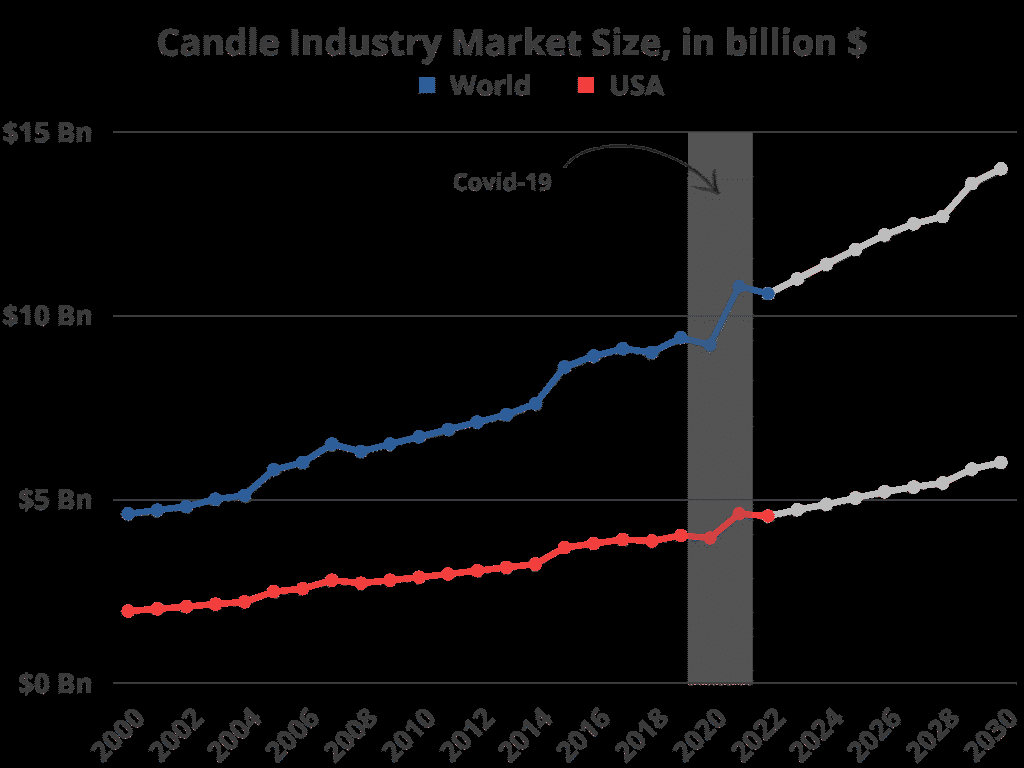 Candle Industry Market Size, in billion $
World USA
$15 Bn
Covid-19
$10 Bn
$5 Bn
$0 Bn
2000 2002 2004 2006 2008 2010 2012 2014 2016 2018 2020 2022 2024 2026 2028 2030